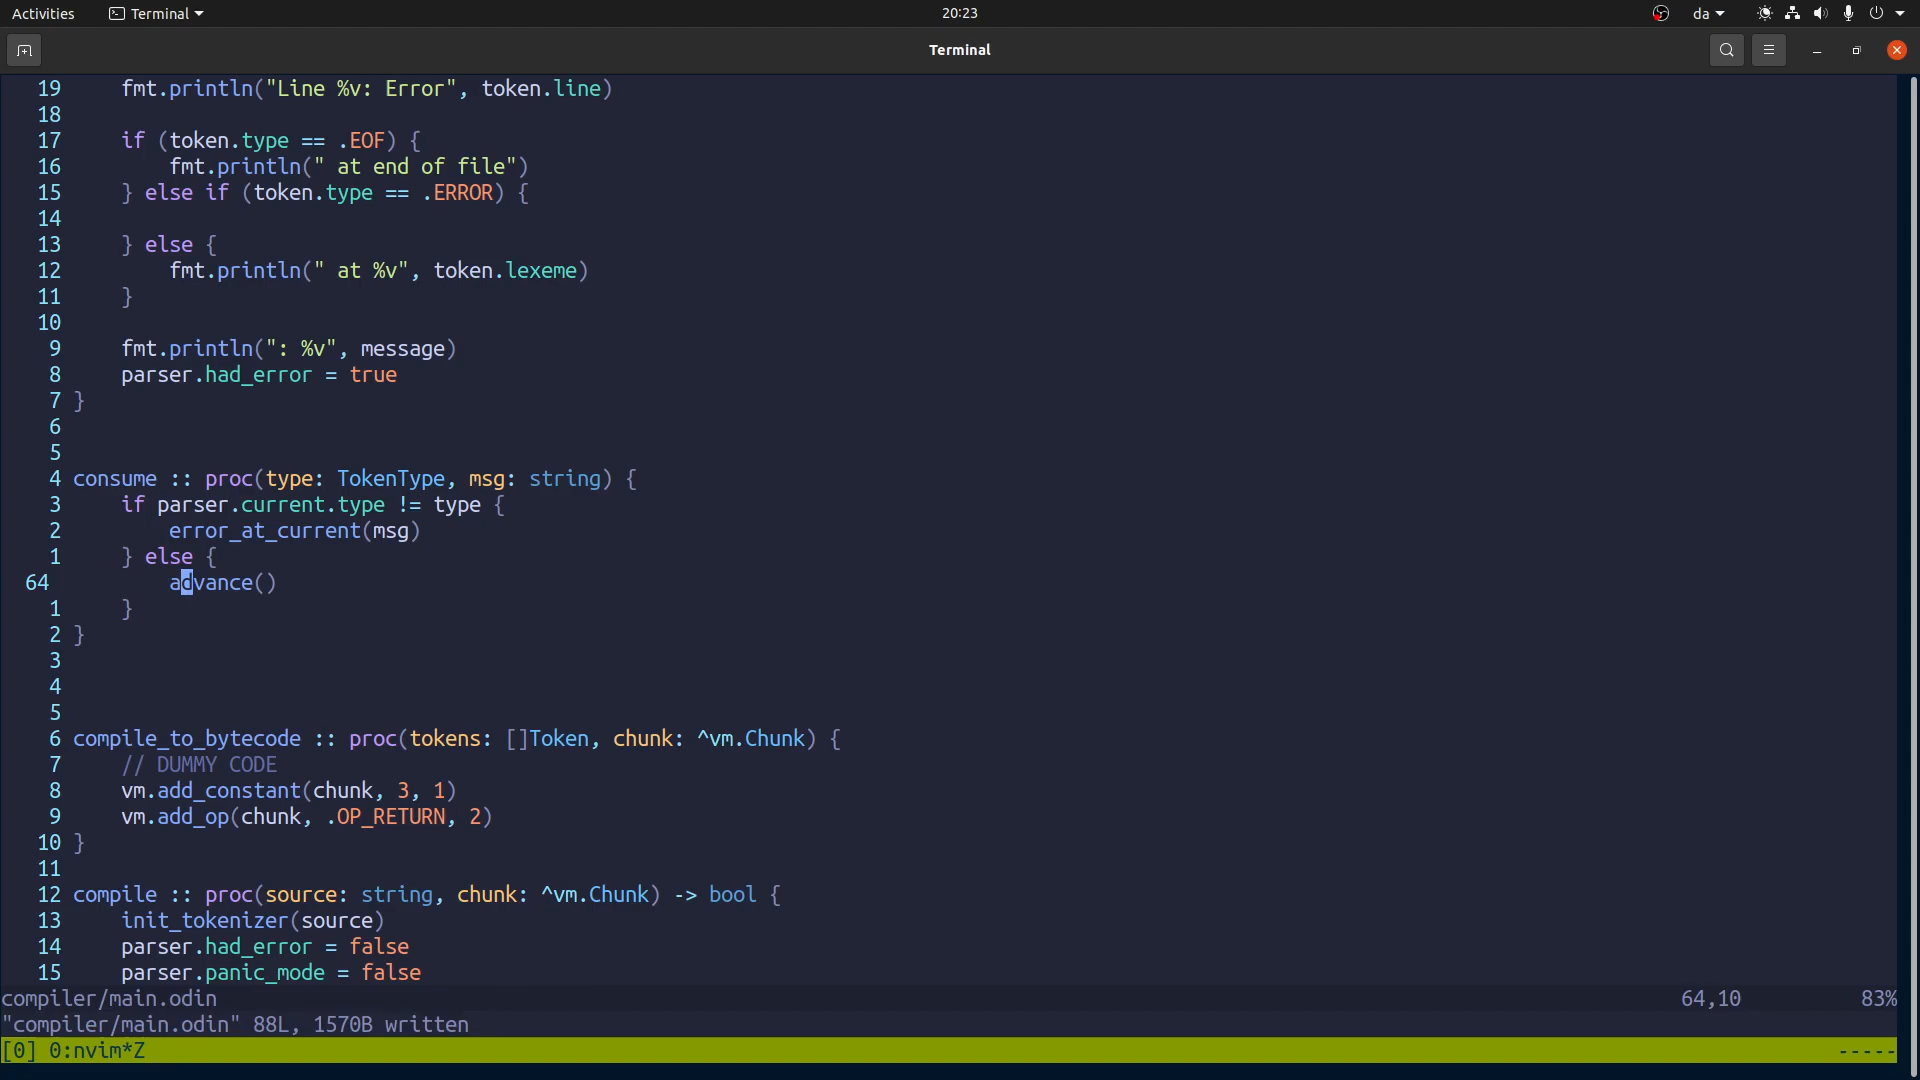 Activities Terminal 20:23 da
Terminal
19 fmt.println("Line %v: Error", token.line)
18
17 if (token.type == .EOF) {
16 fmt.println(" at end of file")
15 } else if (token.type == .ERROR) {
14
13 } else {
12 fmt.println(" at %v", token.lexeme)
11 }
10
9 fmt.println(": %v", message)
8 parser.had_error = true
7 }
6
5
4 consume :: proc(type: TokenType, msg: string) {
3 if parser.current.type != type {
2 error_at_current(msg)
1 } else {
64 advance()
1 }
2 }
3
4
5
6 compile_to_bytecode :: proc(tokens: []Token, chunk: ^vm.Chunk) {
7 // DUMMY CODE
8 vm.add_constant(chunk, 3, 1)
9 vm.add_op(chunk, .OP_RETURN, 2)
10 }
11
12 compile :: proc(source: string, chunk: ^vm.Chunk) -> bool {
13 init_tokenizer(source)
14 parser.had_error = false
15 parser.panic_mode = false
compiler/main.odin 64,10 83%
"compiler/main.odin" 88L, 1570B written
[0] 0:nvim*Z -----